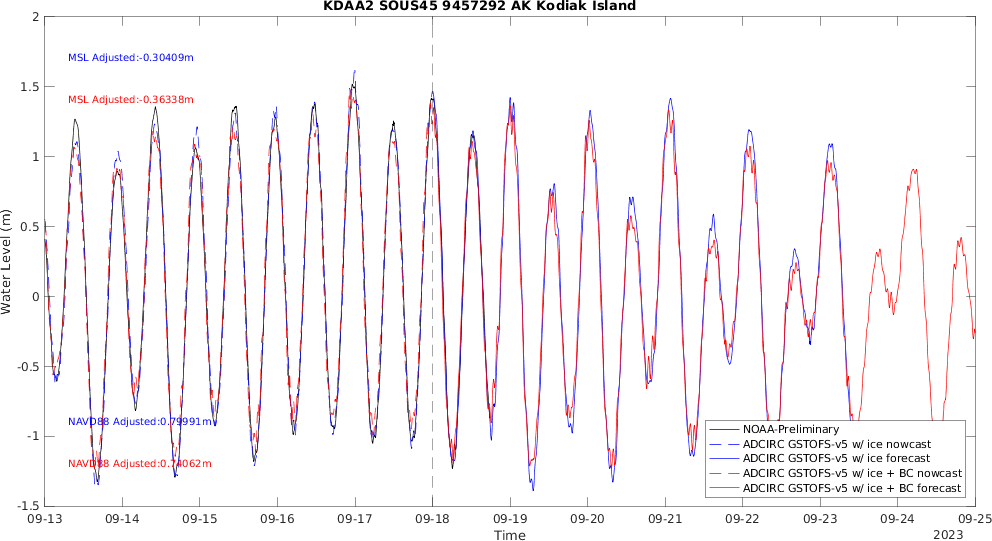 KDAA2 SOUS45 9457292 AK Kodiak Island
2
1.5
1
0.5
0
-0.5
-1
-1.5
Water Level (m)
MSL Adjusted:-0.30409m
MSL Adjusted:-0.36338m
NAVD88 Adjusted:0.79991m
NAVD88 Adjusted:0.74062m
NOAA-Preliminary
ADCIRC GSTOFS-v5 w/ ice nowcast
ADCIRC GSTOFS-v5 w/ ice forecast
ADCIRC GSTOFS-v5 w/ ice + BC nowcast
ADCIRC GSTOFS-v5 w/ ice + BC forecast
09-13 09-14 09-15 09-16 09-17 09-18 09-19 09-20 09-21 09-22 09-23 09-24 09-25
Time
2023